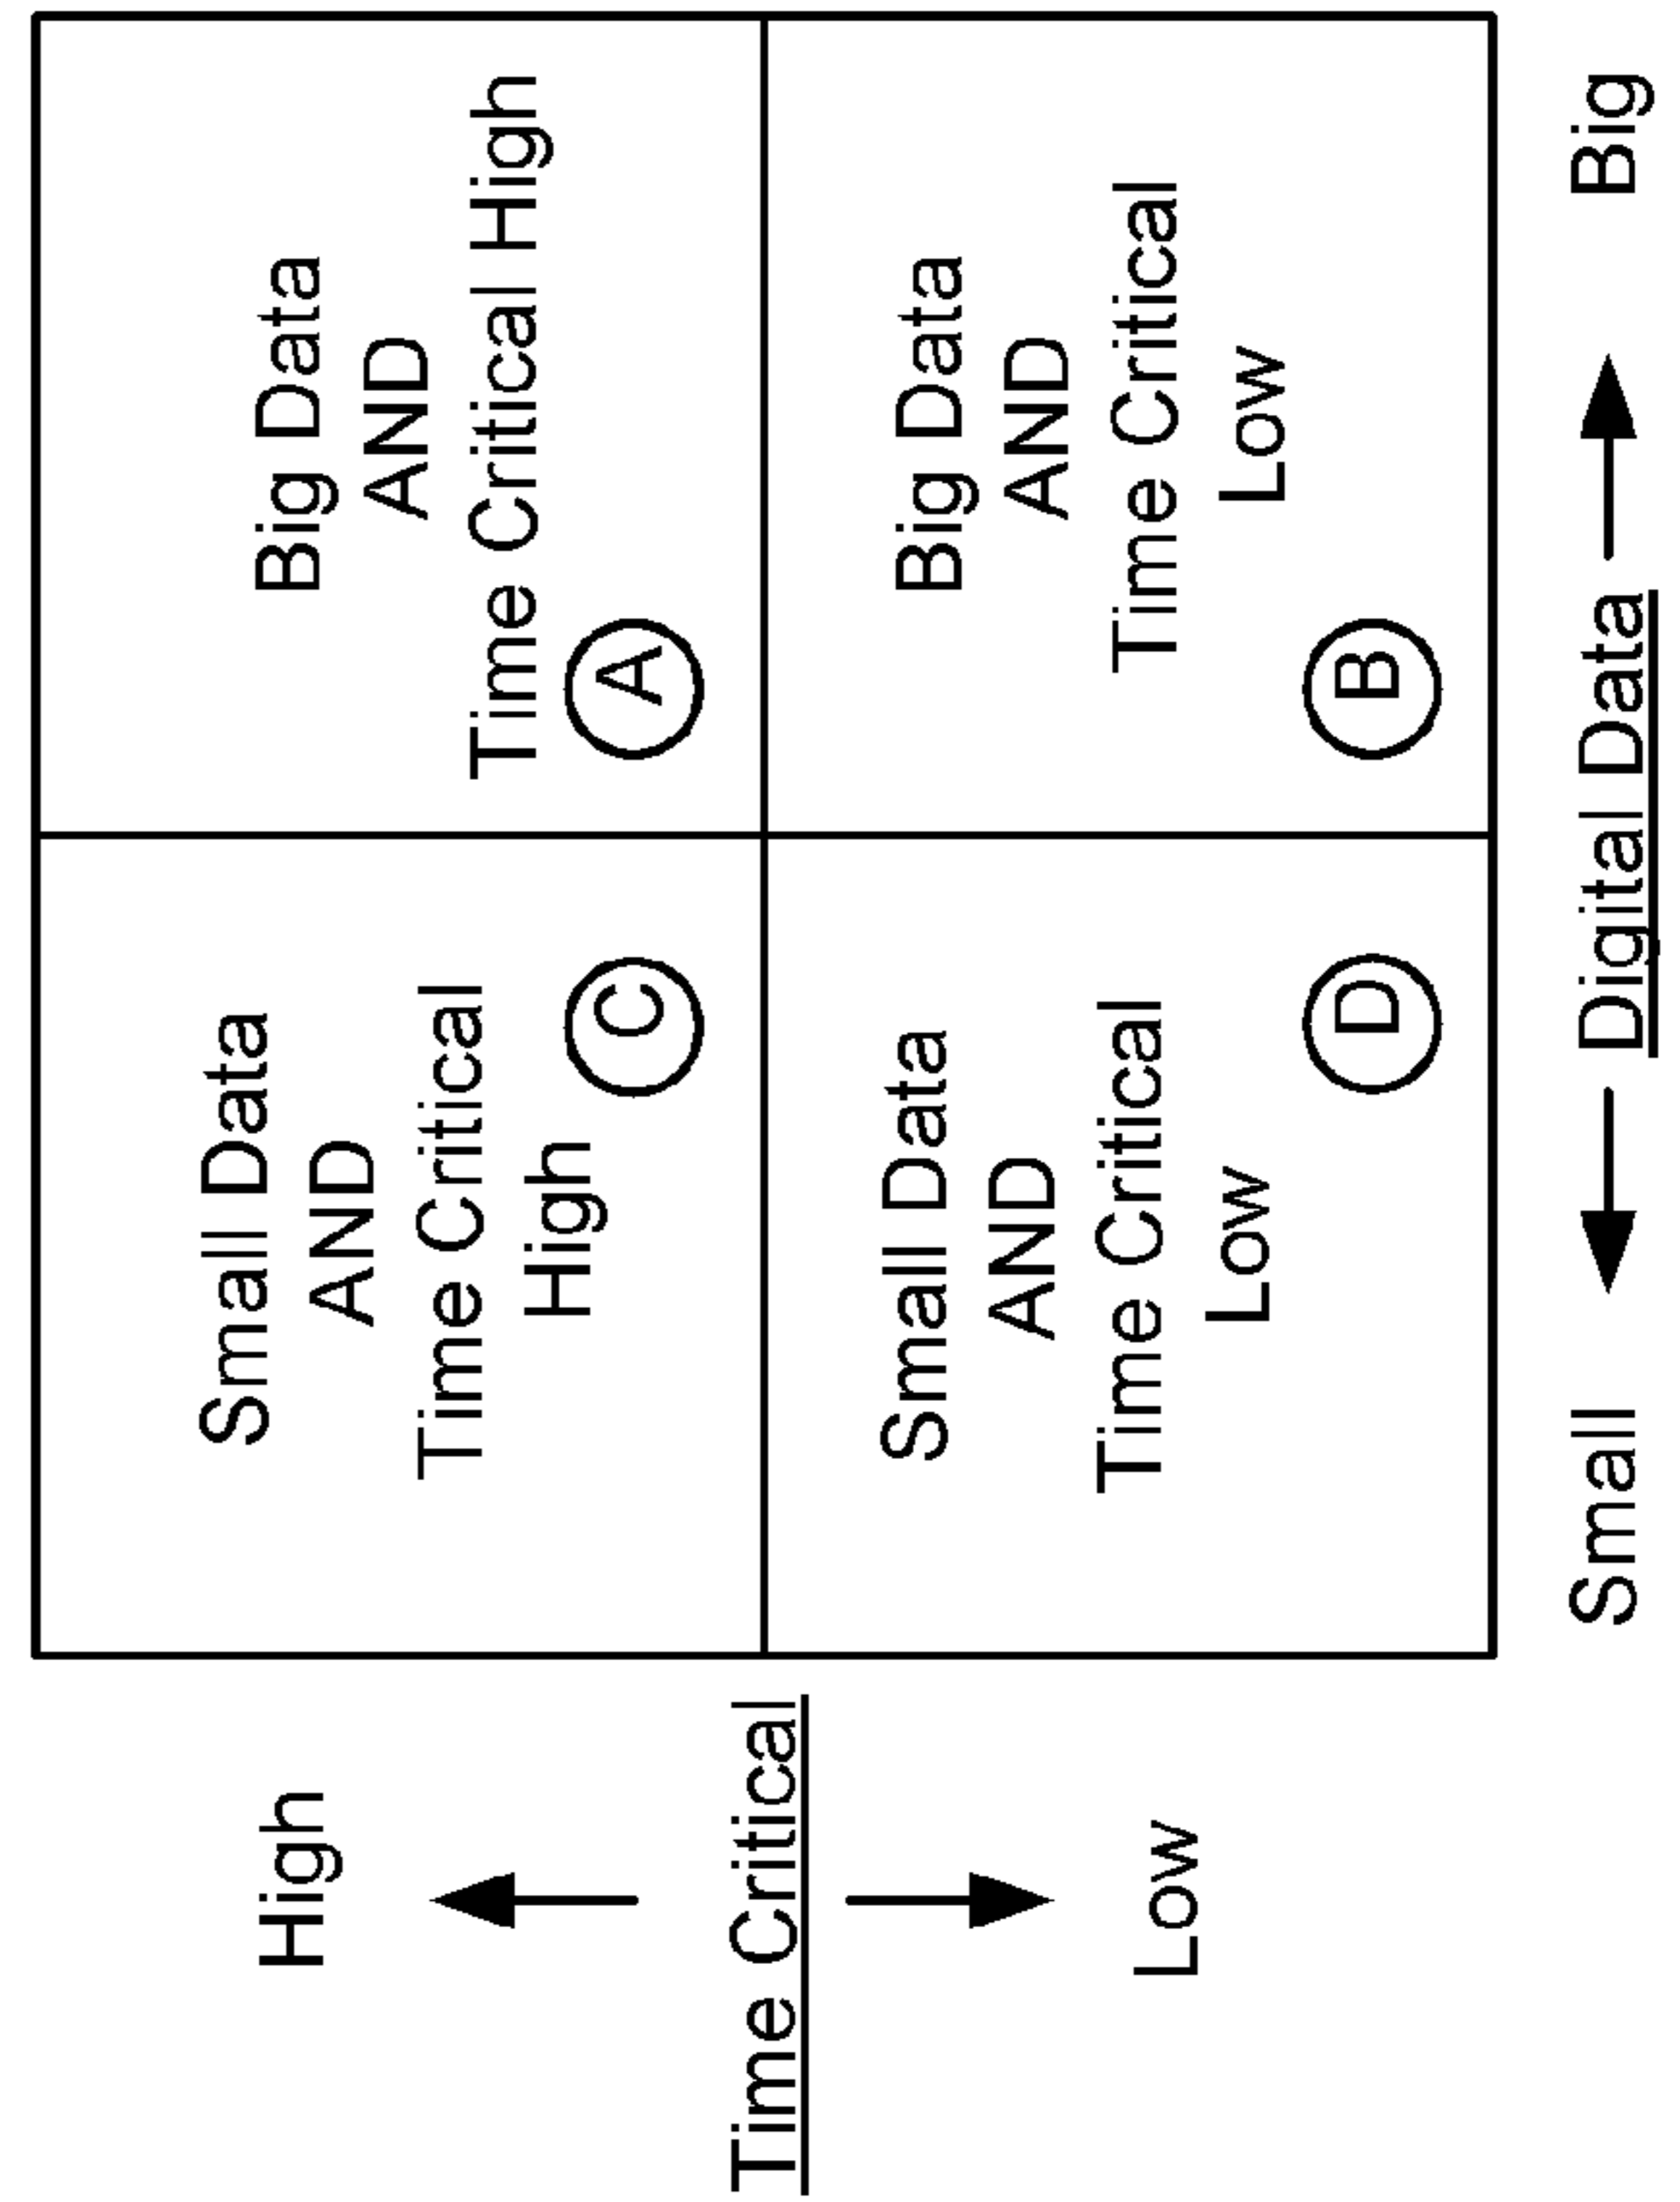 High
Time Critical
Low
Small Data
AND
Time Critical
High
C
Big Data
AND
Time Critical High
A
Small Data
AND
Time Critical
Low
D
Big Data
AND
Time Critical
Low
B
Small
Digital Data
Big